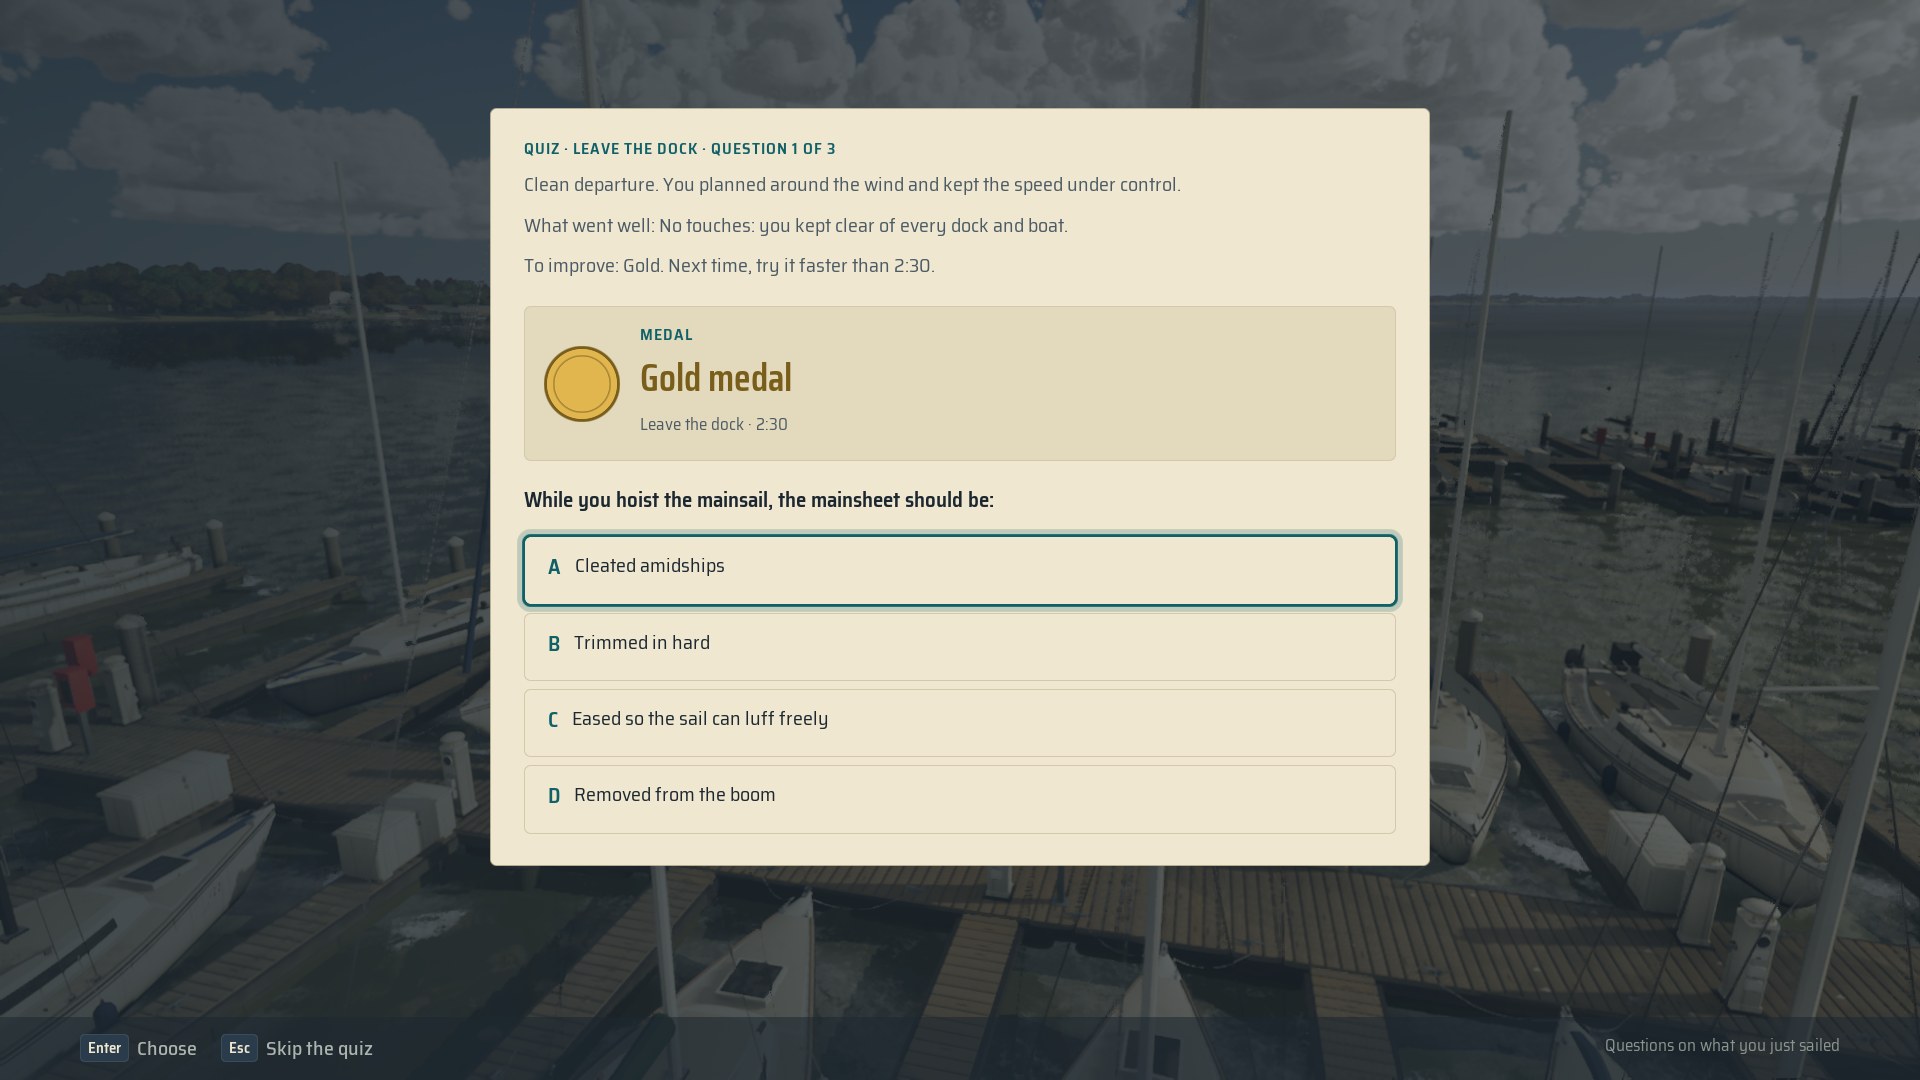 QUIZ · LEAVE THE DOCK · QUESTION 1 OF 3
Clean departure. You planned around the wind and kept the speed under control.
What went well: No touches: you kept clear of every dock and boat.
To improve: Gold. Next time, try it faster than 2:30.
MEDAL
Gold medal
Leave the dock · 2:30
While you hoist the mainsail, the mainsheet should be:
A Cleated amidships
B Trimmed in hard
C Eased so the sail can luff freely
D Removed from the boom
Enter Choose Esc Skip the quiz
Questions on what you just sailed